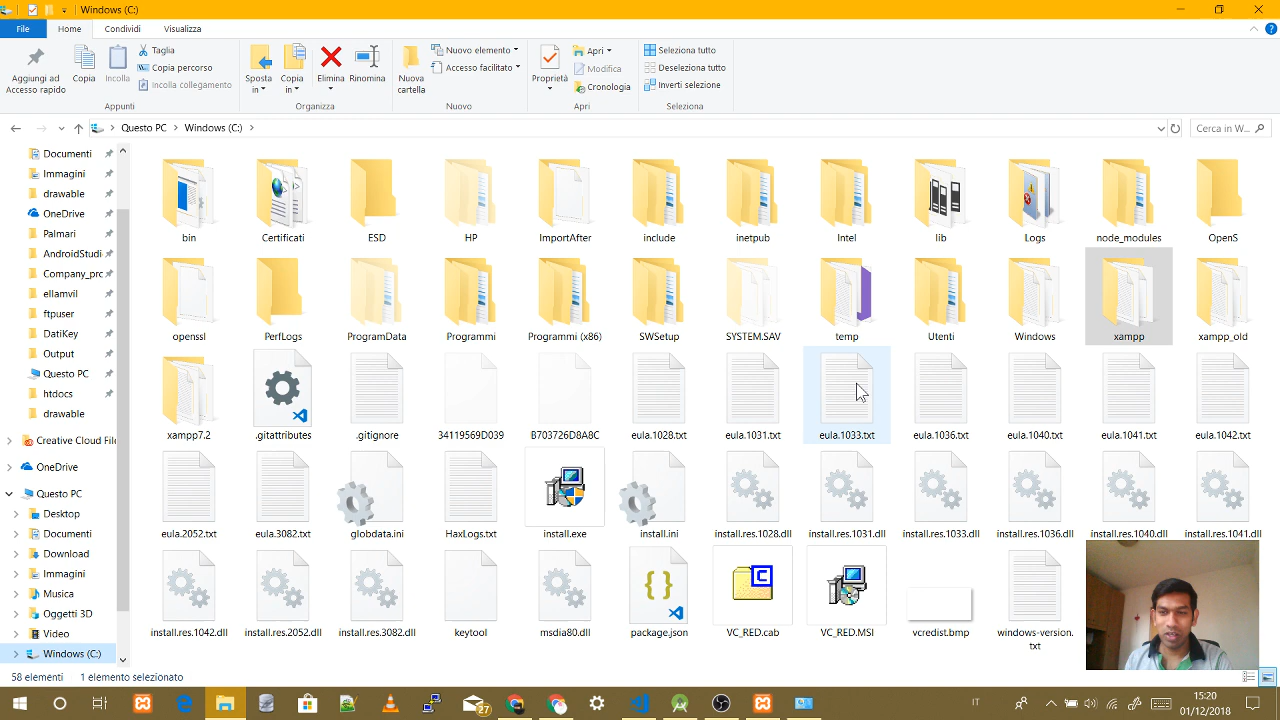 Windows (C:)
File
Home
Condividi
Visualizza
Aggiungi ad
Accesso rapido
Copia
Incolla
Taglia
Copia percorso
Incolla collegamento
Appunti
Sposta
in
Copia
in
Elimina
Rinomina
Organizza
Nuova
cartella
Nuovo elemento
Accesso facilitato
Nuovo
Proprietà
Apri
Modifica
Cronologia
Apri
Seleziona tutto
Deseleziona tutto
Inverti selezione
Seleziona
Questo PC
Windows (C:)
Cerca in W...
Documenti
Immagini
drawable
OneDrive
Palmari
AndroidStudi
Company_prc
ellamvil
ftpuser
DatiKey
Output
Questo PC
htdocs
drawable
Creative Cloud File
OneDrive
Questo PC
Desktop
Documenti
Download
Immagini
Musica
Oggetti 3D
Video
Windows (C:)
bin
Certificati
ESD
HP
ImportAfter
include
inetpub
Intel
lib
Logs
node_modules
OpenS
openssl
PerfLogs
ProgramData
Programmi
Programmi (x86)
SWSetup
SYSTEM.SAV
temp
Utenti
Windows
xampp
xampp_old
xampp7.2
.gitattributes
.gitignore
34119569D039
B703726D8A8C
eula.1028.txt
eula.1031.txt
eula.1033.txt
eula.1036.txt
eula.1040.txt
eula.1041.txt
eula.1042.txt
eula.2052.txt
eula.3082.txt
globdata.ini
HaxLogs.txt
install.exe
install.ini
install.res.1028.dll
install.res.1031.dll
install.res.1033.dll
install.res.1036.dll
install.res.1040.dll
install.res.1041.dll
install.res.1042.dll
install.res.2052.dll
install.res.3082.dll
keytool
msdia80.dll
package.json
VC_RED.cab
VC_RED.MSI
vcredist.bmp
windows-version.
txt
58 elementi
1 elemento selezionato
27
IT
15:20
01/12/2018